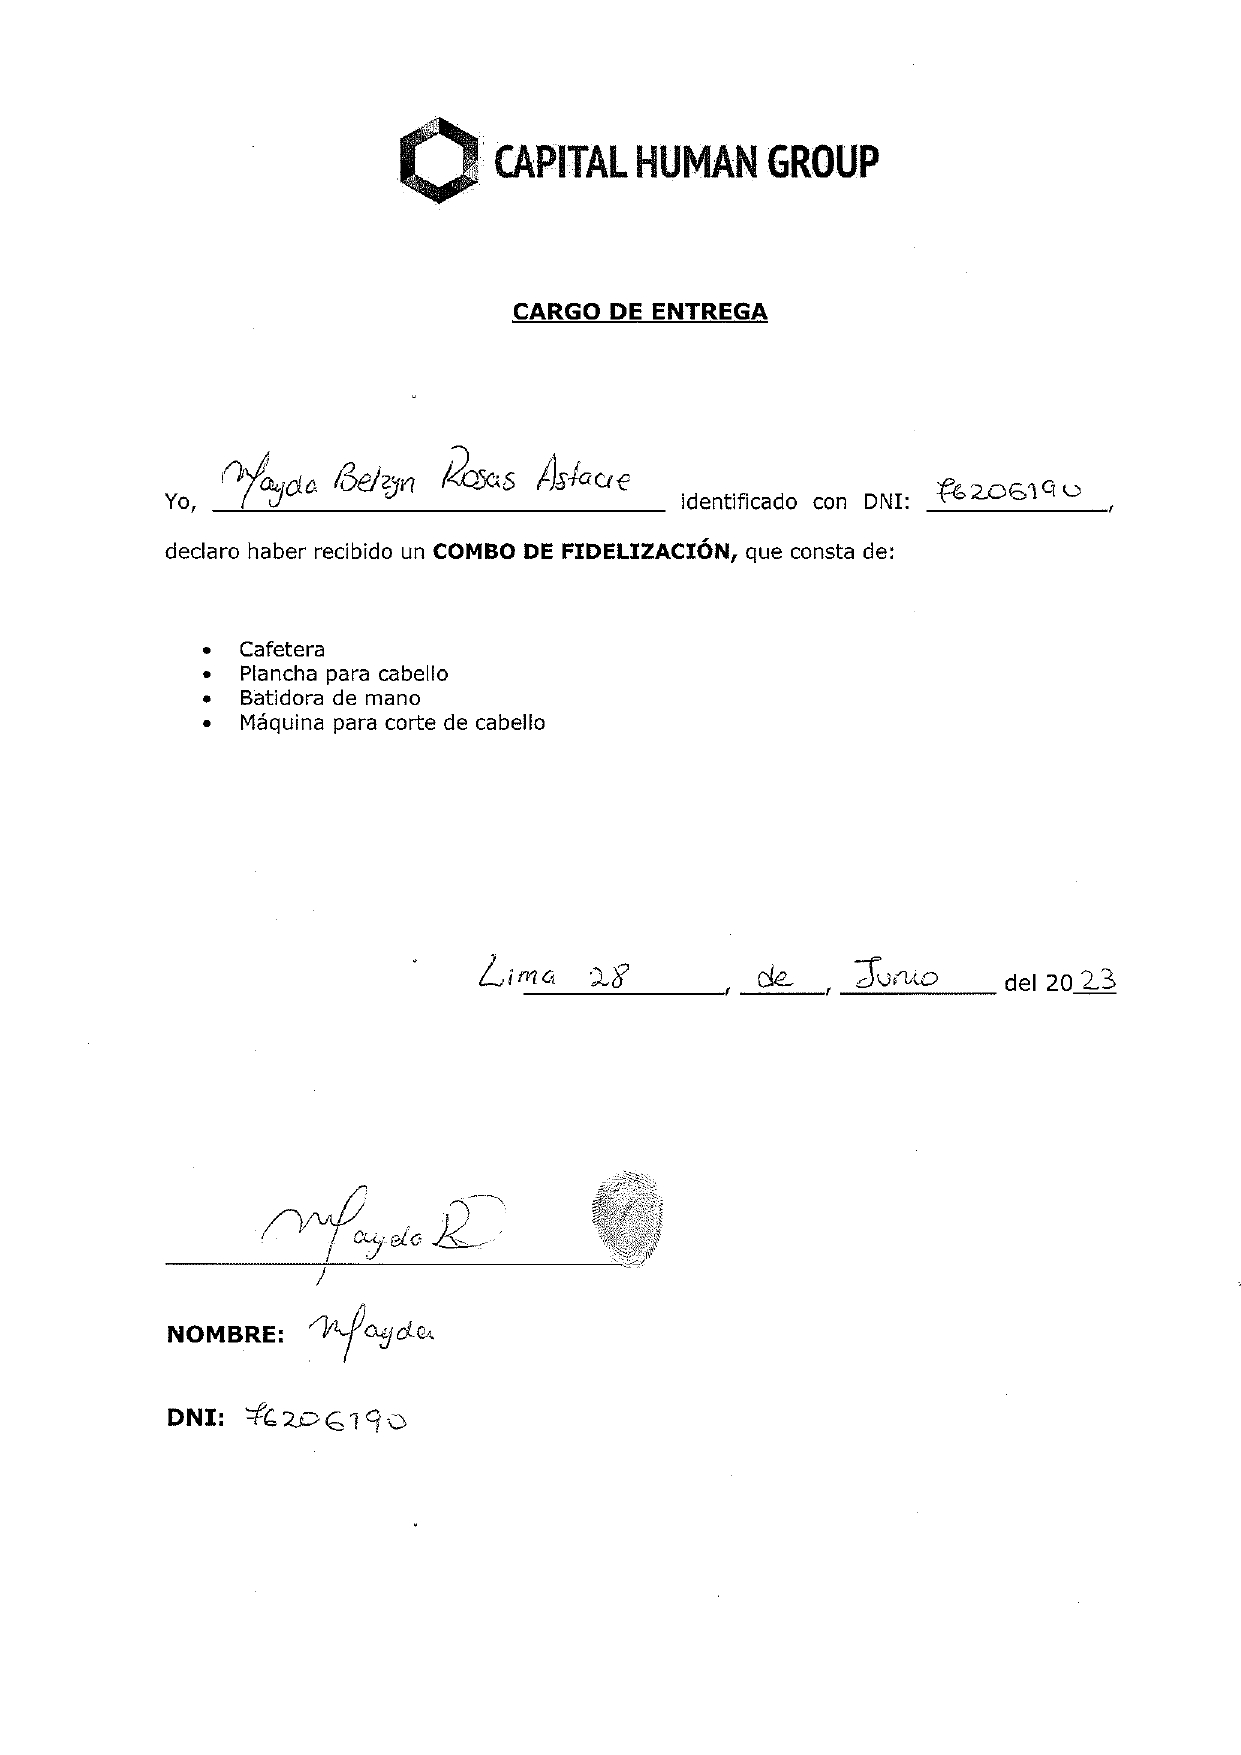 CAPITAL HUMAN GROUP
CARGO DE ENTREGA
Yo, Mayda Belzyn Rosas Astacie identificado con DNI: 76206190,
declaro haber recibido un COMBO DE FIDELIZACIÓN, que consta de:
• Cafetera
• Plancha para cabello
• Batidora de mano
• Máquina para corte de cabello
Lima 28, de, Junio del 2023
Mayda R
NOMBRE: Mayda
DNI: 76206190